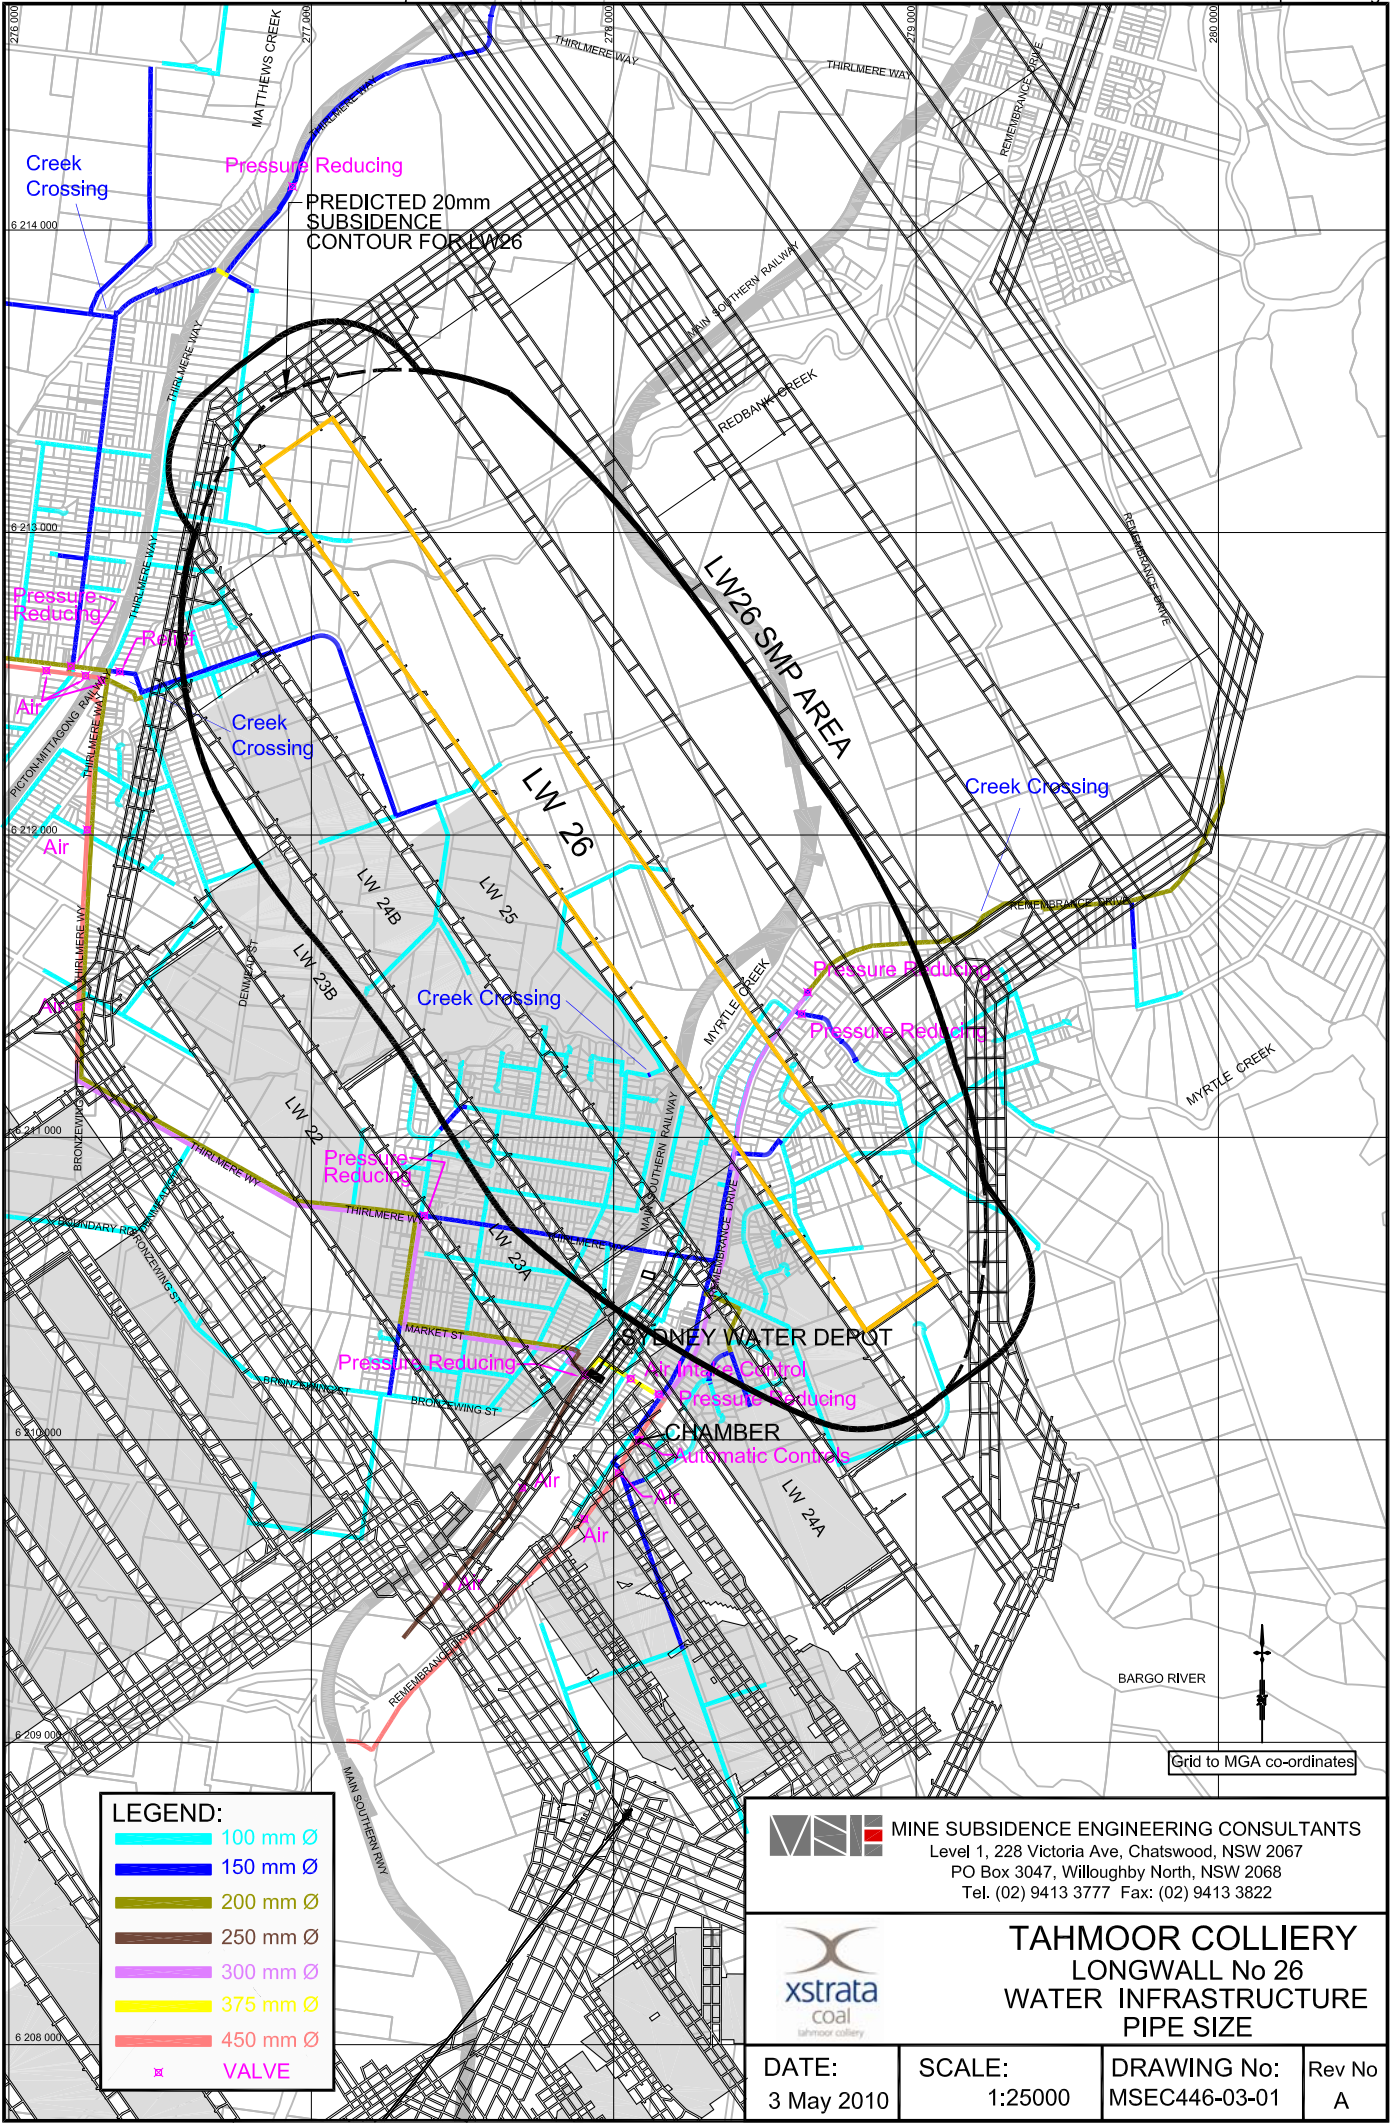 276 000
277 000
278 000
279 000
280 000
MATTHEWS CREEK
THIRLMERE WAY
THIRLMERE WAY
THIRLMERE WAY
REMEMBRANCE DRIVE
REMEMBRANCE DRIVE
Creek
Crossing
Pressure Reducing
PREDICTED 20mm
SUBSIDENCE
CONTOUR FOR LW26
6 214 000
MAIN SOUTHERN RAILWAY
THIRLMERE WAY
REDBANK CREEK
6 213 000
REMEMBRANCE DRIVE
THIRLMERE WAY
Pressure
Reducing
Relief
LW26 SMP AREA
Air
PICTON-MITTAGONG RAILWAY
THIRLMERE WAY
Creek
Crossing
LW 26
Creek Crossing
6 212 000
Air
LW 24B
LW 25
REMEMBRANCE DRIVE
THIRLMERE WY
DENMEAD ST
LW 23B
Pressure Reducing
MYRTLE CREEK
Creek Crossing
Air
Pressure Reducing
MYRTLE CREEK
LW 22
6 211 000
BRONZEWING
THIRLMERE WY
MAIN SOUTHERN RAILWAY
Pressure
Reducing
DENMEAD
THIRLMERE WY
BOUNDARY RD
THIRLMERE WY
REMEMBRANCE DRIVE
LW 23A
BRONZEWING ST
MARKET ST
SYDNEY WATER DEPOT
Pressure Reducing
Air Intake Control
BRONZEWING ST
BRONZEWING ST
Pressure Reducing
6 210 000
CHAMBER
Automatic Controls
Air
Air
LW 24A
Air
Air
REMEMBRANCE DRIVE
BARGO RIVER
6 209 000
N
Grid to MGA co-ordinates
MAIN SOUTHERN RWY
LEGEND:
100 mm Ø
150 mm Ø
200 mm Ø
250 mm Ø
300 mm Ø
375 mm Ø
450 mm Ø
VALVE
6 208 000
MSEC
MINE SUBSIDENCE ENGINEERING CONSULTANTS
Level 1, 228 Victoria Ave, Chatswood, NSW 2067
PO Box 3047, Willoughby North, NSW 2068
Tel. (02) 9413 3777 Fax: (02) 9413 3822
xstrata
coal
tahmoor colliery
TAHMOOR COLLIERY
LONGWALL No 26
WATER INFRASTRUCTURE
PIPE SIZE
DATE:
3 May 2010
SCALE:
1:25000
DRAWING No:
MSEC446-03-01
Rev No
A